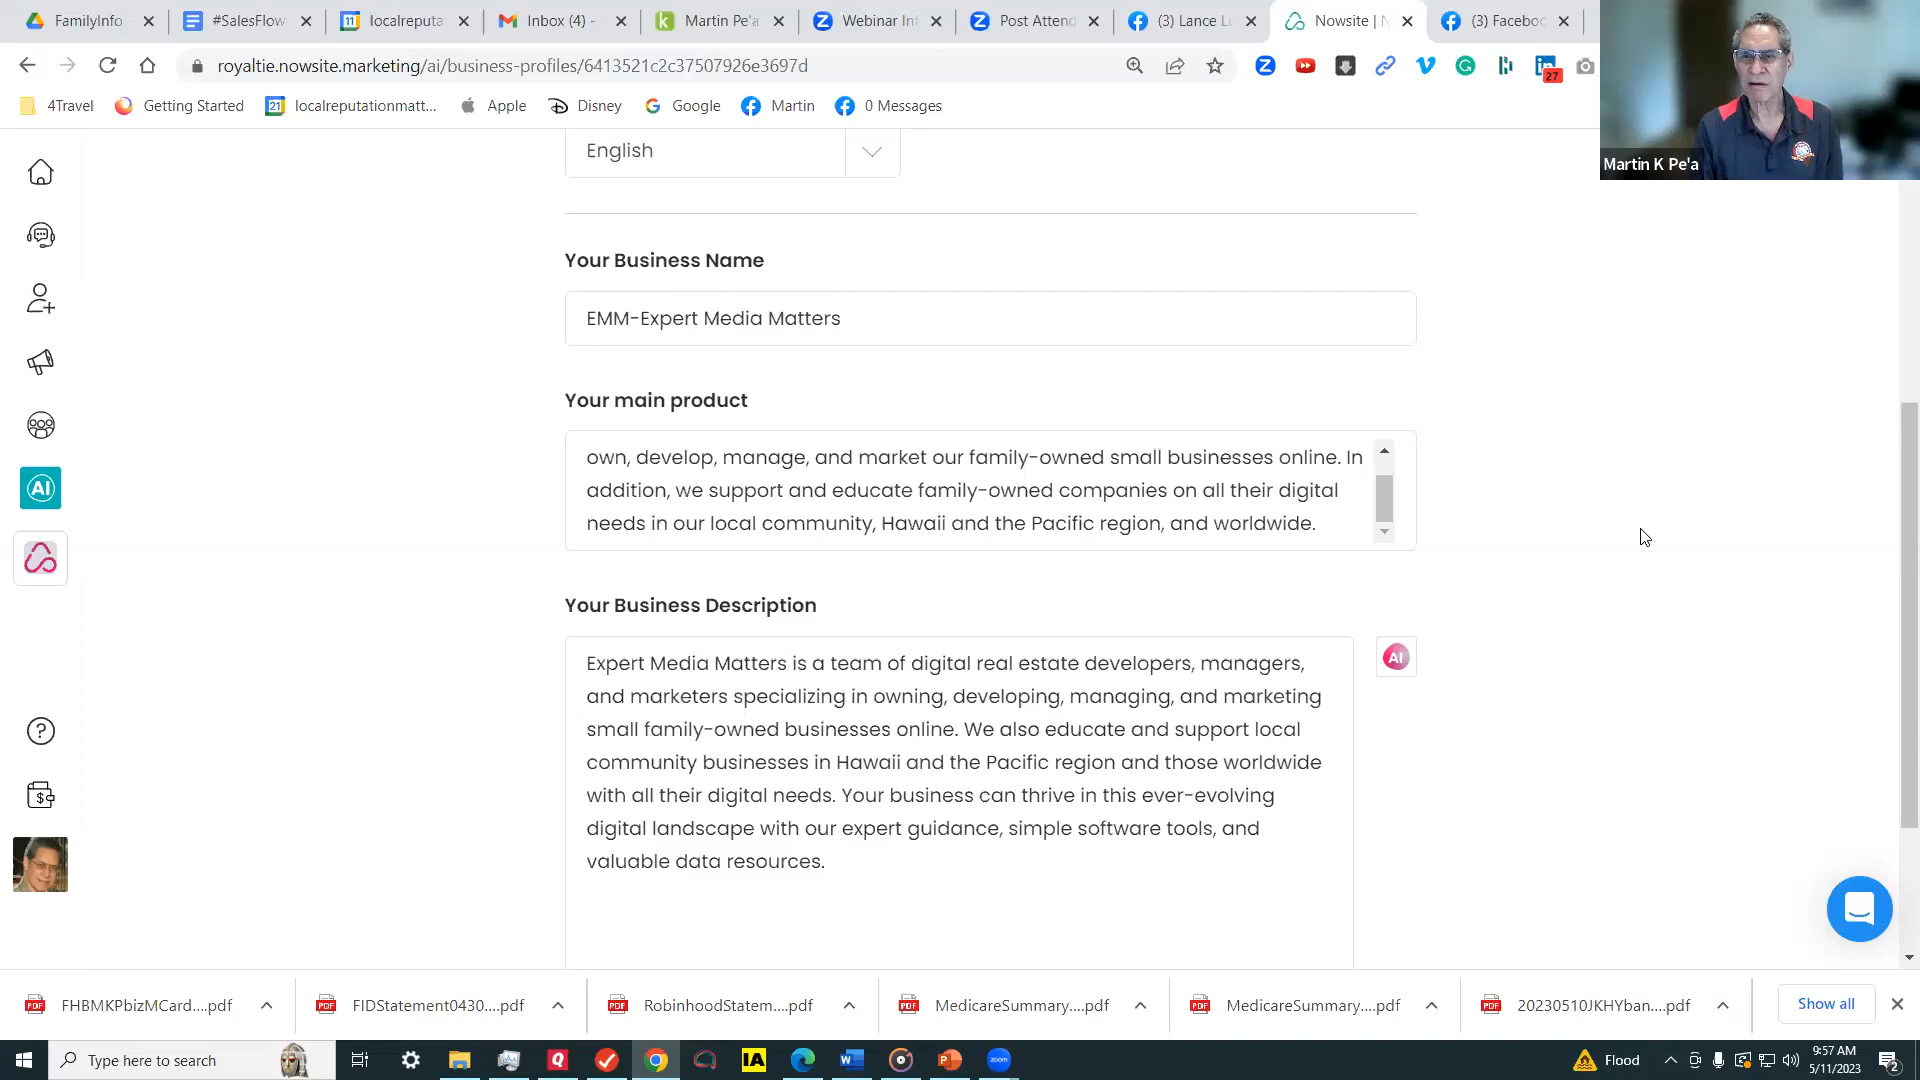 FamilyInfo
#SalesFlow
localreputa
Inbox (4) -
Martin Pe'a
Webinar Inf
Post Attend
(3) Lance L
Nowsite | N
(3) Faceboo
royaltie.nowsite.marketing/ai/business-profiles/6413521c2c37507926e3697d
27
4Travel
Getting Started
localreputationmatt...
Apple
Disney
Google
Martin
0 Messages
Martin K Pe'a
English
Your Business Name
EMM-Expert Media Matters
Your main product
own, develop, manage, and market our family-owned small businesses online. In
addition, we support and educate family-owned companies on all their digital
needs in our local community, Hawaii and the Pacific region, and worldwide.
AI
Your Business Description
Expert Media Matters is a team of digital real estate developers, managers,
and marketers specializing in owning, developing, managing, and marketing
small family-owned businesses online. We also educate and support local
community businesses in Hawaii and the Pacific region and those worldwide
with all their digital needs. Your business can thrive in this ever-evolving
digital landscape with our expert guidance, simple software tools, and
valuable data resources.
AI
FHBMKPbizMCard....pdf
FIDStatement0430....pdf
RobinhoodStatem....pdf
MedicareSummary....pdf
MedicareSummary....pdf
20230510JKHYban....pdf
Show all
Type here to search
IA
zoom
Flood
9:57 AM
5/11/2023
2